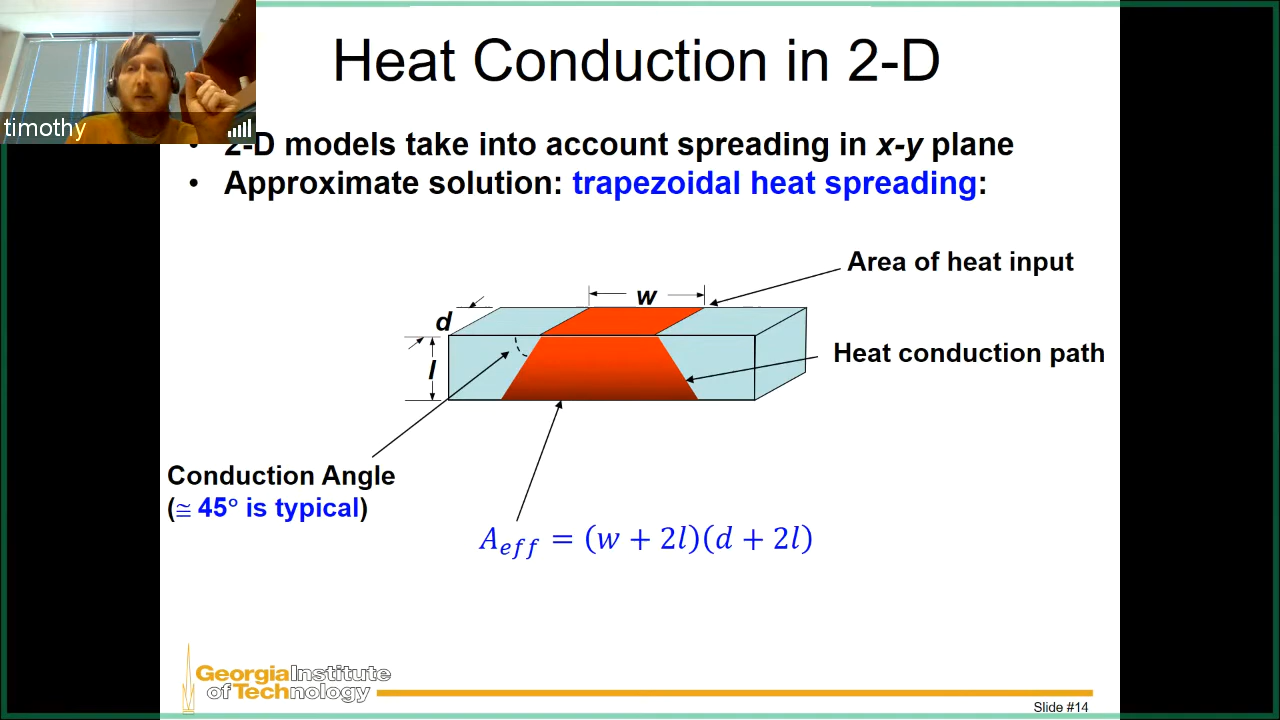 Heat Conduction in 2-D
timothy
• 2-D models take into account spreading in x-y plane
• Approximate solution: trapezoidal heat spreading:
Area of heat input
w
d
l
Heat conduction path
Conduction Angle
(≅ 45° is typical)
A_eff = (w + 2l)(d + 2l)
Georgia Institute
of Technology
Slide #14